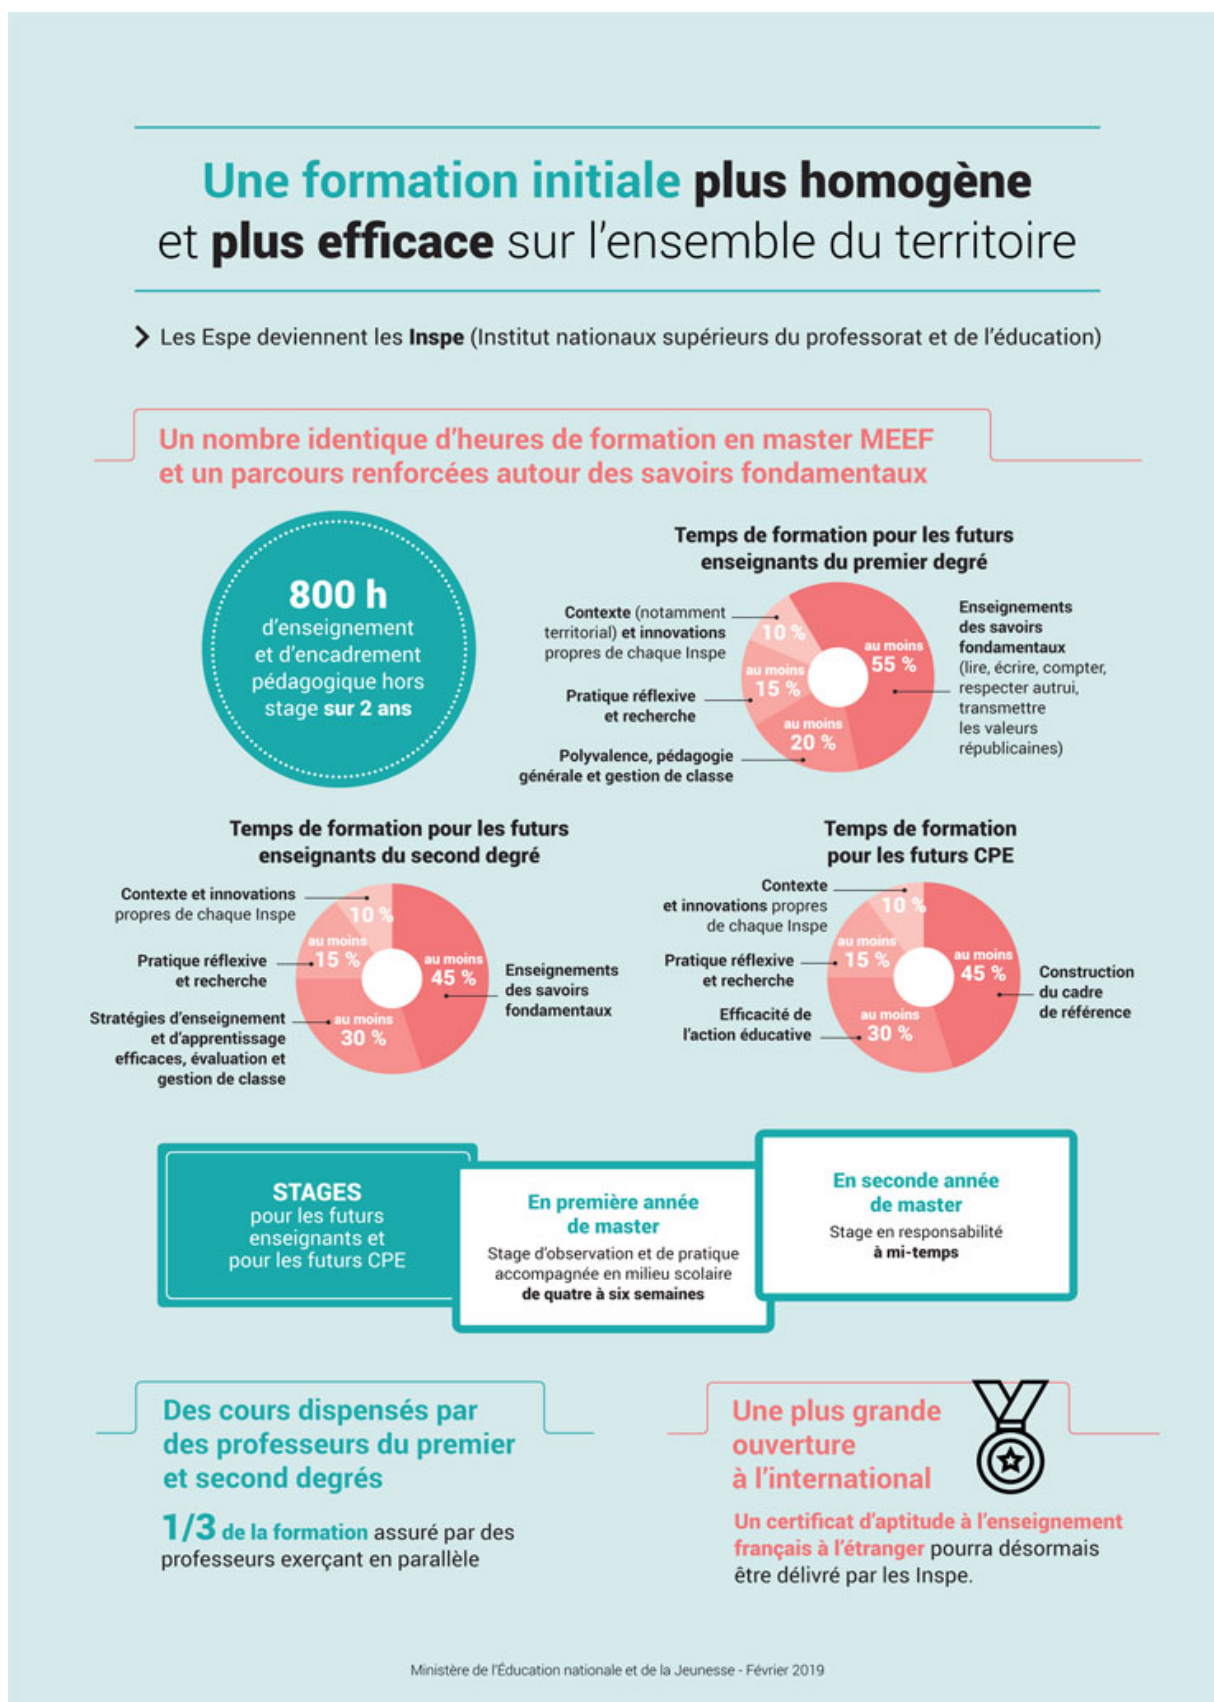 Une formation initiale plus homogène
et plus efficace sur l'ensemble du territoire
Les Espe deviennent les Inspe (Institut nationaux supérieurs du professorat et de l'éducation)
Un nombre identique d'heures de formation en master MEEF
et un parcours renforcées autour des savoirs fondamentaux
800 h
d'enseignement
et d'encadrement
pédagogique hors
stage sur 2 ans
Temps de formation pour les futurs
enseignants du premier degré
Contexte (notamment
territorial) et innovations
propres de chaque Inspe
10 %
Pratique réflexive
et recherche
au moins
15 %
Polyvalence, pédagogie
générale et gestion de classe
au moins
20 %
au moins
55 %
Enseignements
des savoirs
fondamentaux
(lire, écrire, compter,
respecter autrui,
transmettre
les valeurs
républicaines)
Temps de formation pour les futurs
enseignants du second degré
Contexte et innovations
propres de chaque Inspe
10 %
Pratique réflexive
et recherche
au moins
15 %
Stratégies d'enseignement
et d'apprentissage
efficaces, évaluation et
gestion de classe
au moins
30 %
au moins
45 %
Enseignements
des savoirs
fondamentaux
Temps de formation
pour les futurs CPE
Contexte
et innovations propres
de chaque Inspe
10 %
Pratique réflexive
et recherche
au moins
15 %
Efficacité de
l'action éducative
au moins
30 %
au moins
45 %
Construction
du cadre
de référence
STAGES
pour les futurs
enseignants et
pour les futurs CPE
En première année
de master
Stage d'observation et de pratique
accompagnée en milieu scolaire
de quatre à six semaines
En seconde année
de master
Stage en responsabilité
à mi-temps
Des cours dispensés par
des professeurs du premier
et second degrés
1/3 de la formation assuré par des
professeurs exerçant en parallèle
Une plus grande
ouverture
à l'international
Un certificat d'aptitude à l'enseignement
français à l'étranger pourra désormais
être délivré par les Inspe.
Ministère de l'Éducation nationale et de la Jeunesse - Février 2019